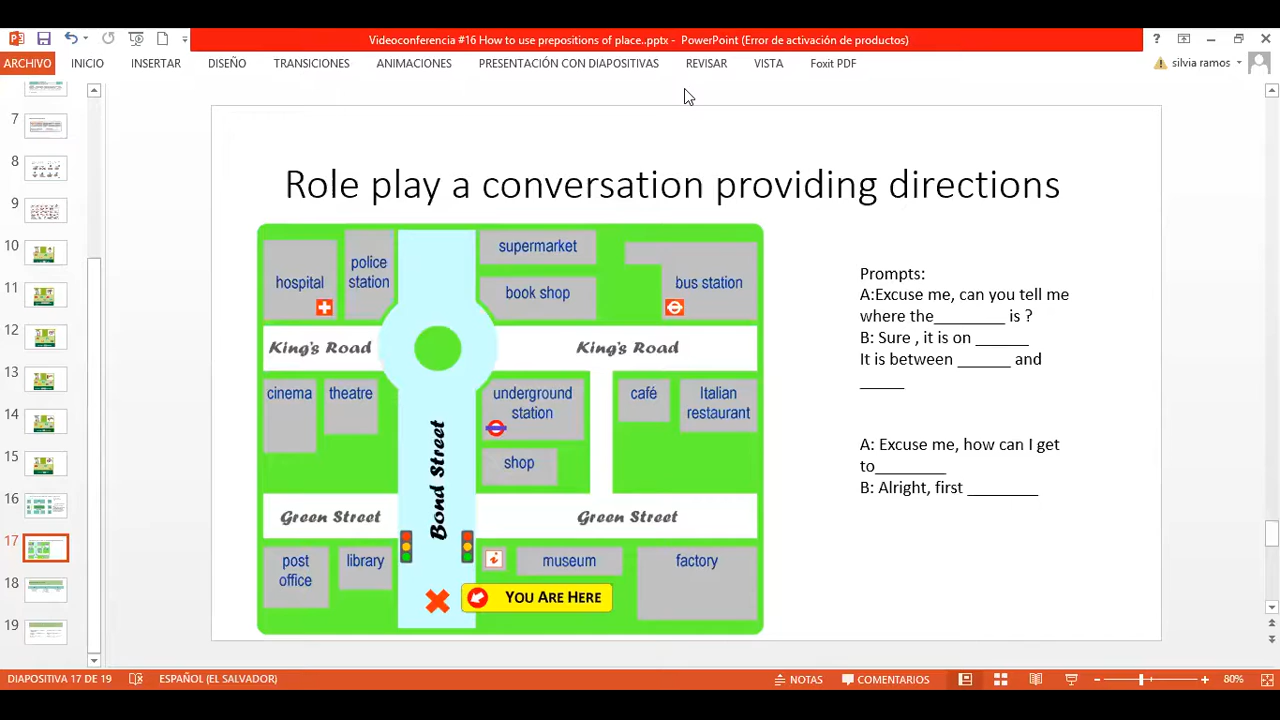 Videoconferencia #16 How to use prepositions of place..pptx - PowerPoint (Error de activación de productos)
ARCHIVO INICIO INSERTAR DISEÑO TRANSICIONES ANIMACIONES PRESENTACIÓN CON DIAPOSITIVAS REVISAR VISTA Foxit PDF silvia ramos
7
8
9
10
11
12
13
14
15
16
17
18
19
Role play a conversation providing directions
hospital
police
station
supermarket
book shop
bus station
King's Road
King's Road
cinema
theatre
underground
station
café
Italian
restaurant
shop
Bond Street
Green Street
Green Street
post
office
library
i
museum
factory
YOU ARE HERE
Prompts:
A:Excuse me, can you tell me
where the________ is ?
B: Sure , it is on ______
It is between ______ and
_____
A: Excuse me, how can I get
to________
B: Alright, first ________
DIAPOSITIVA 17 DE 19 ESPAÑOL (EL SALVADOR) NOTAS COMENTARIOS 80%